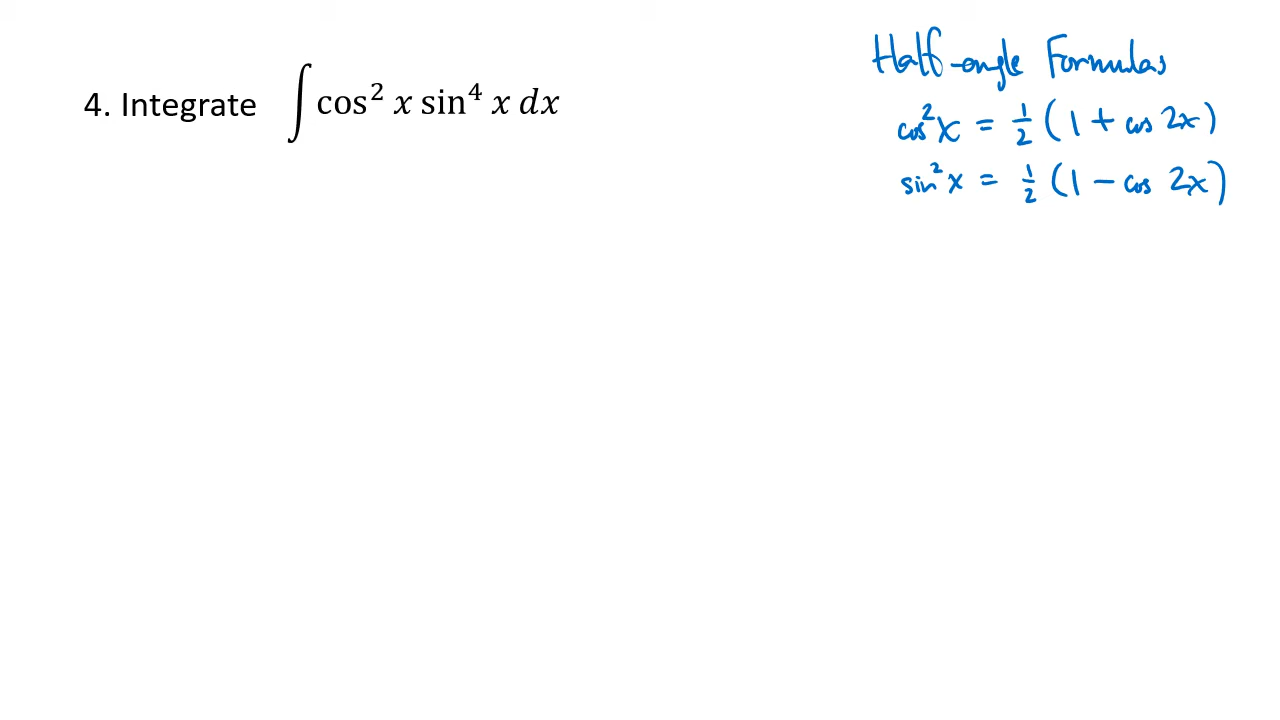 4. Integrate ∫ cos² x sin⁴ x dx
Half-angle Formulas
cos²x = ½ (1 + cos 2x)
sin²x = ½ (1 − cos 2x)